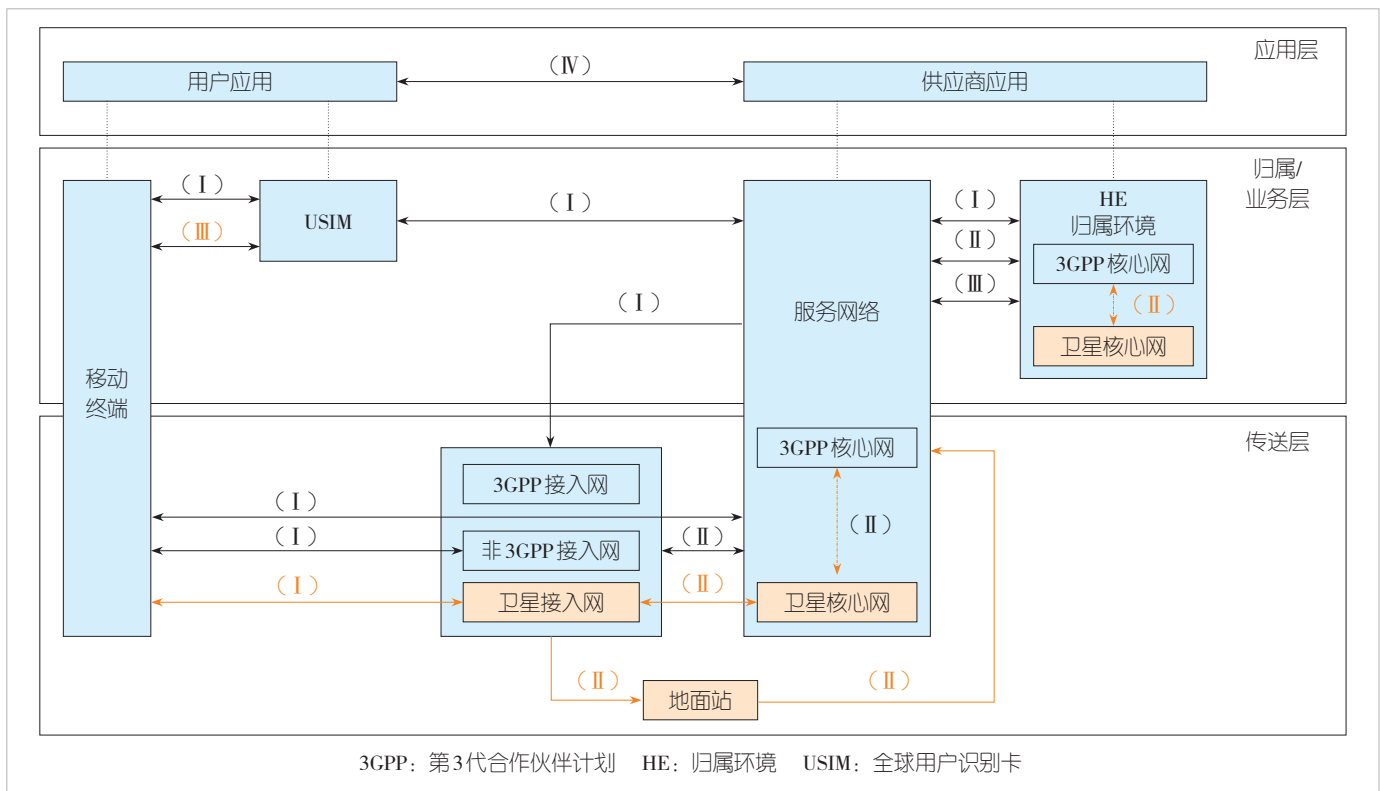 应用层
用户应用
（Ⅳ）
供应商应用
归属/
业务层
（Ⅰ）
（Ⅲ）
USIM
（Ⅰ）
（Ⅰ）
（Ⅱ）
（Ⅲ）
HE
归属环境
3GPP核心网
（Ⅱ）
卫星核心网
（Ⅰ）
服务网络
移动
终端
传送层
3GPP核心网
3GPP接入网
（Ⅰ）
（Ⅰ）
非3GPP接入网
（Ⅱ）
（Ⅱ）
（Ⅰ）
卫星接入网
（Ⅱ）
卫星核心网
（Ⅱ）
地面站
（Ⅱ）
3GPP：第3代合作伙伴计划 HE：归属环境 USIM：全球用户识别卡